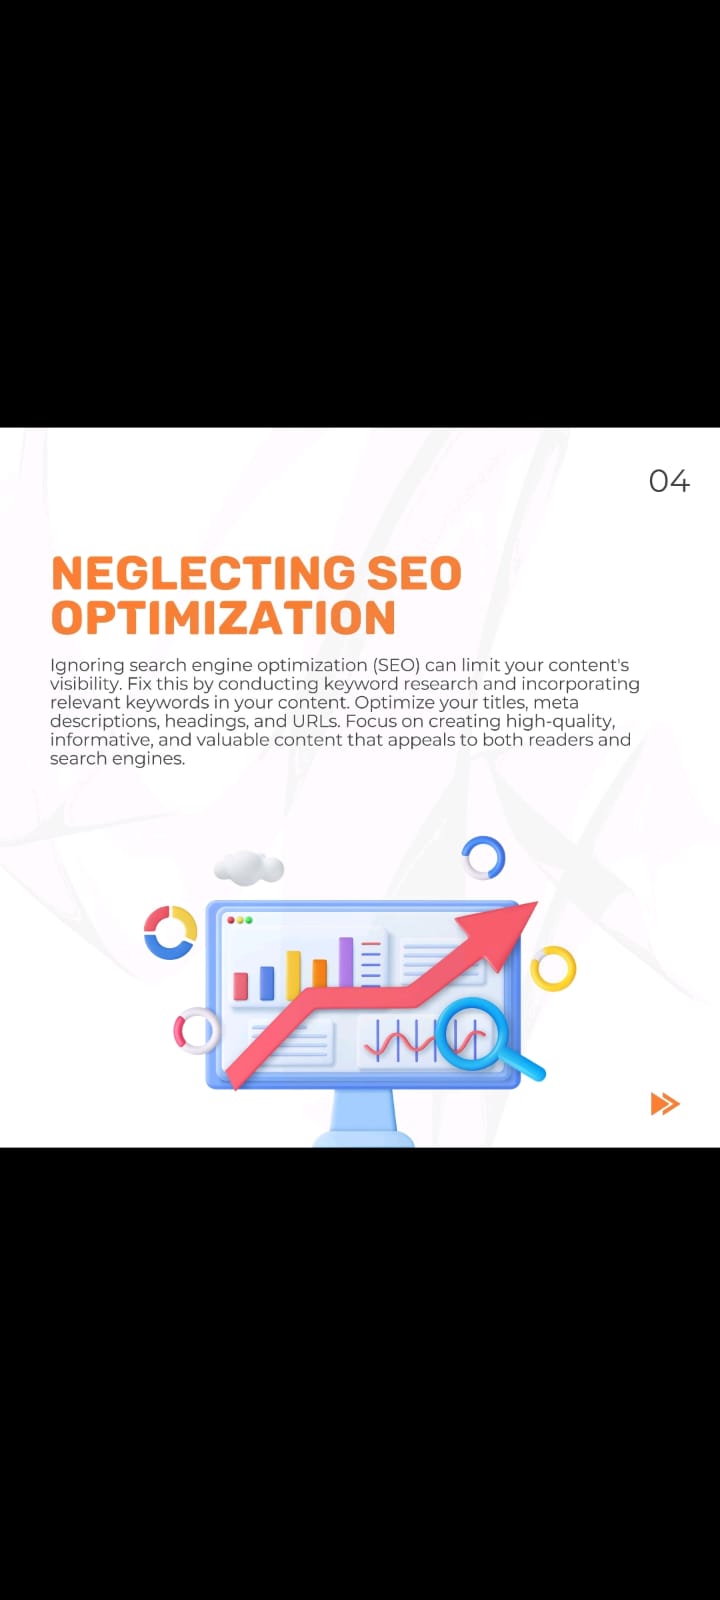 04
NEGLECTING SEO
OPTIMIZATION
Ignoring search engine optimization (SEO) can limit your content's
visibility. Fix this by conducting keyword research and incorporating
relevant keywords in your content. Optimize your titles, meta
descriptions, headings, and URLs. Focus on creating high-quality,
informative, and valuable content that appeals to both readers and
search engines.